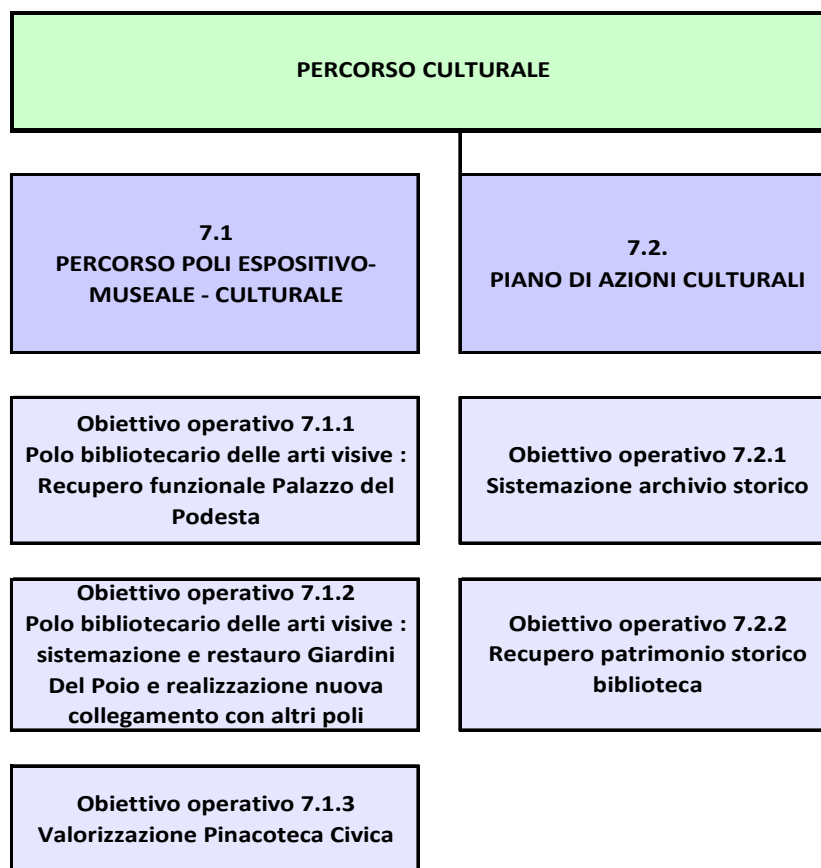 PERCORSO CULTURALE
7.1
PERCORSO POLI ESPOSITIVO-
MUSEALE - CULTURALE
7.2.
PIANO DI AZIONI CULTURALI
Obiettivo operativo 7.1.1
Polo bibliotecario delle arti visive :
Recupero funzionale Palazzo del
Podesta
Obiettivo operativo 7.2.1
Sistemazione archivio storico
Obiettivo operativo 7.1.2
Polo bibliotecario delle arti visive :
sistemazione e restauro Giardini
Del Poio e realizzazione nuova
collegamento con altri poli
Obiettivo operativo 7.2.2
Recupero patrimonio storico
biblioteca
Obiettivo operativo 7.1.3
Valorizzazione Pinacoteca Civica